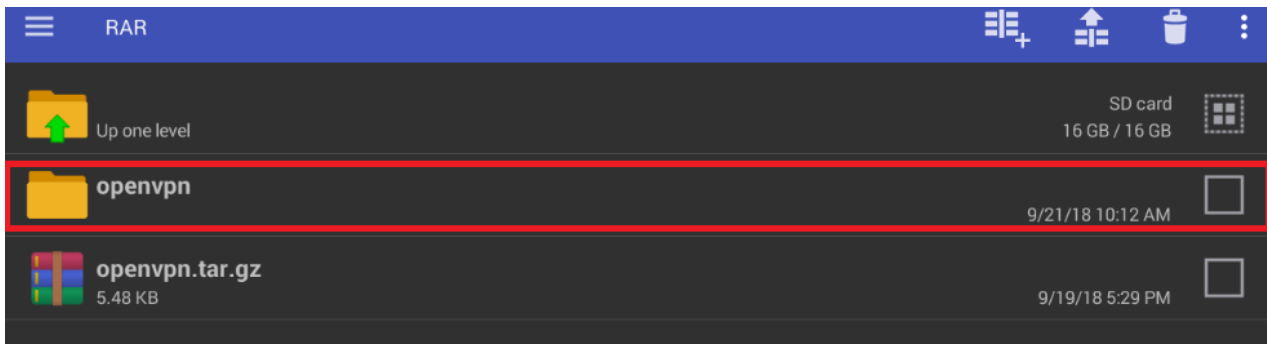 RAR
Up one level
SD card
16 GB / 16 GB
openvpn
9/21/18 10:12 AM
openvpn.tar.gz
5.48 KB
9/19/18 5:29 PM